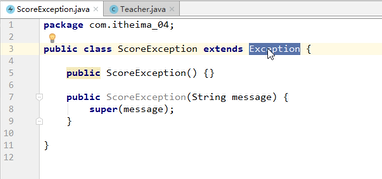 ScoreException.java × Teacher.java ×
1 package com.itheima_04;
2
3 public class ScoreException extends Exception {
4
5 public ScoreException() {}
6
7 public ScoreException(String message) {
8 super(message);
9 }
10
11 }
12